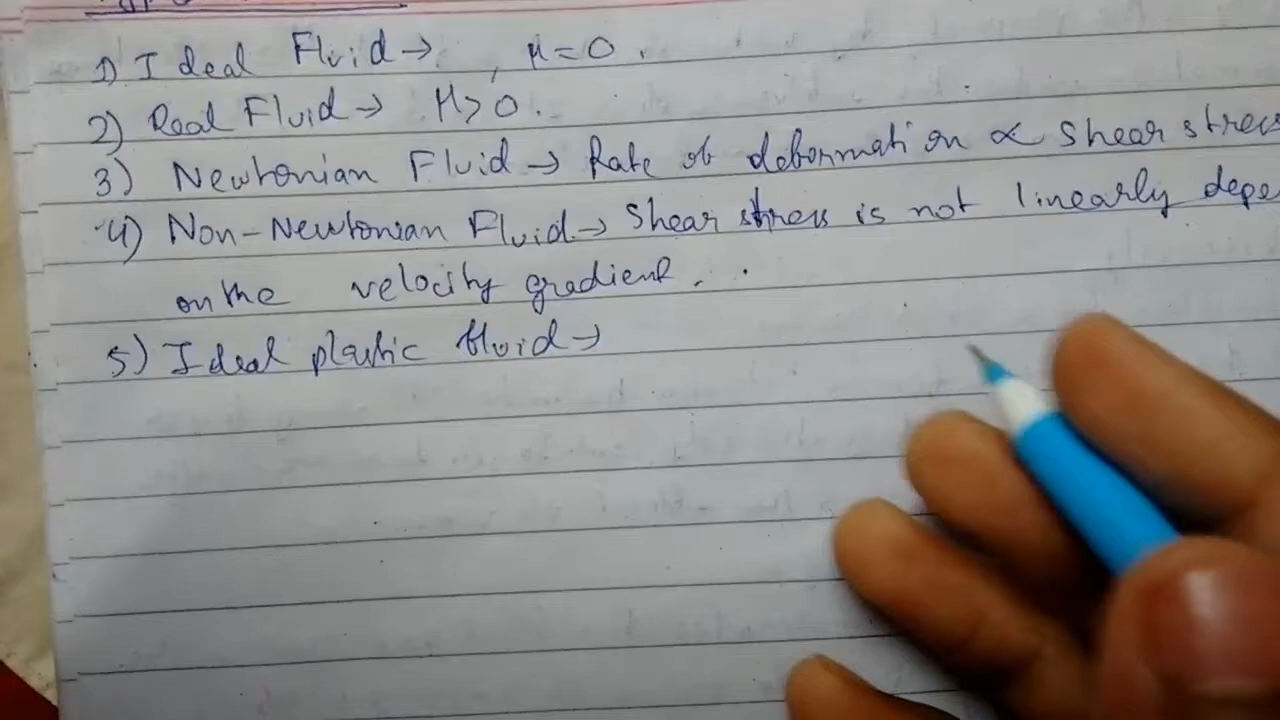 1) Ideal Fluid → , μ = 0 .
2) Real Fluid → μ > 0 .
3) Newtonian Fluid → Rate of deformation ∝ Shear stress
4) Non-Newtonian Fluid → Shear stress is not linearly depe
on the velocity gradient .
5) Ideal plastic fluid →